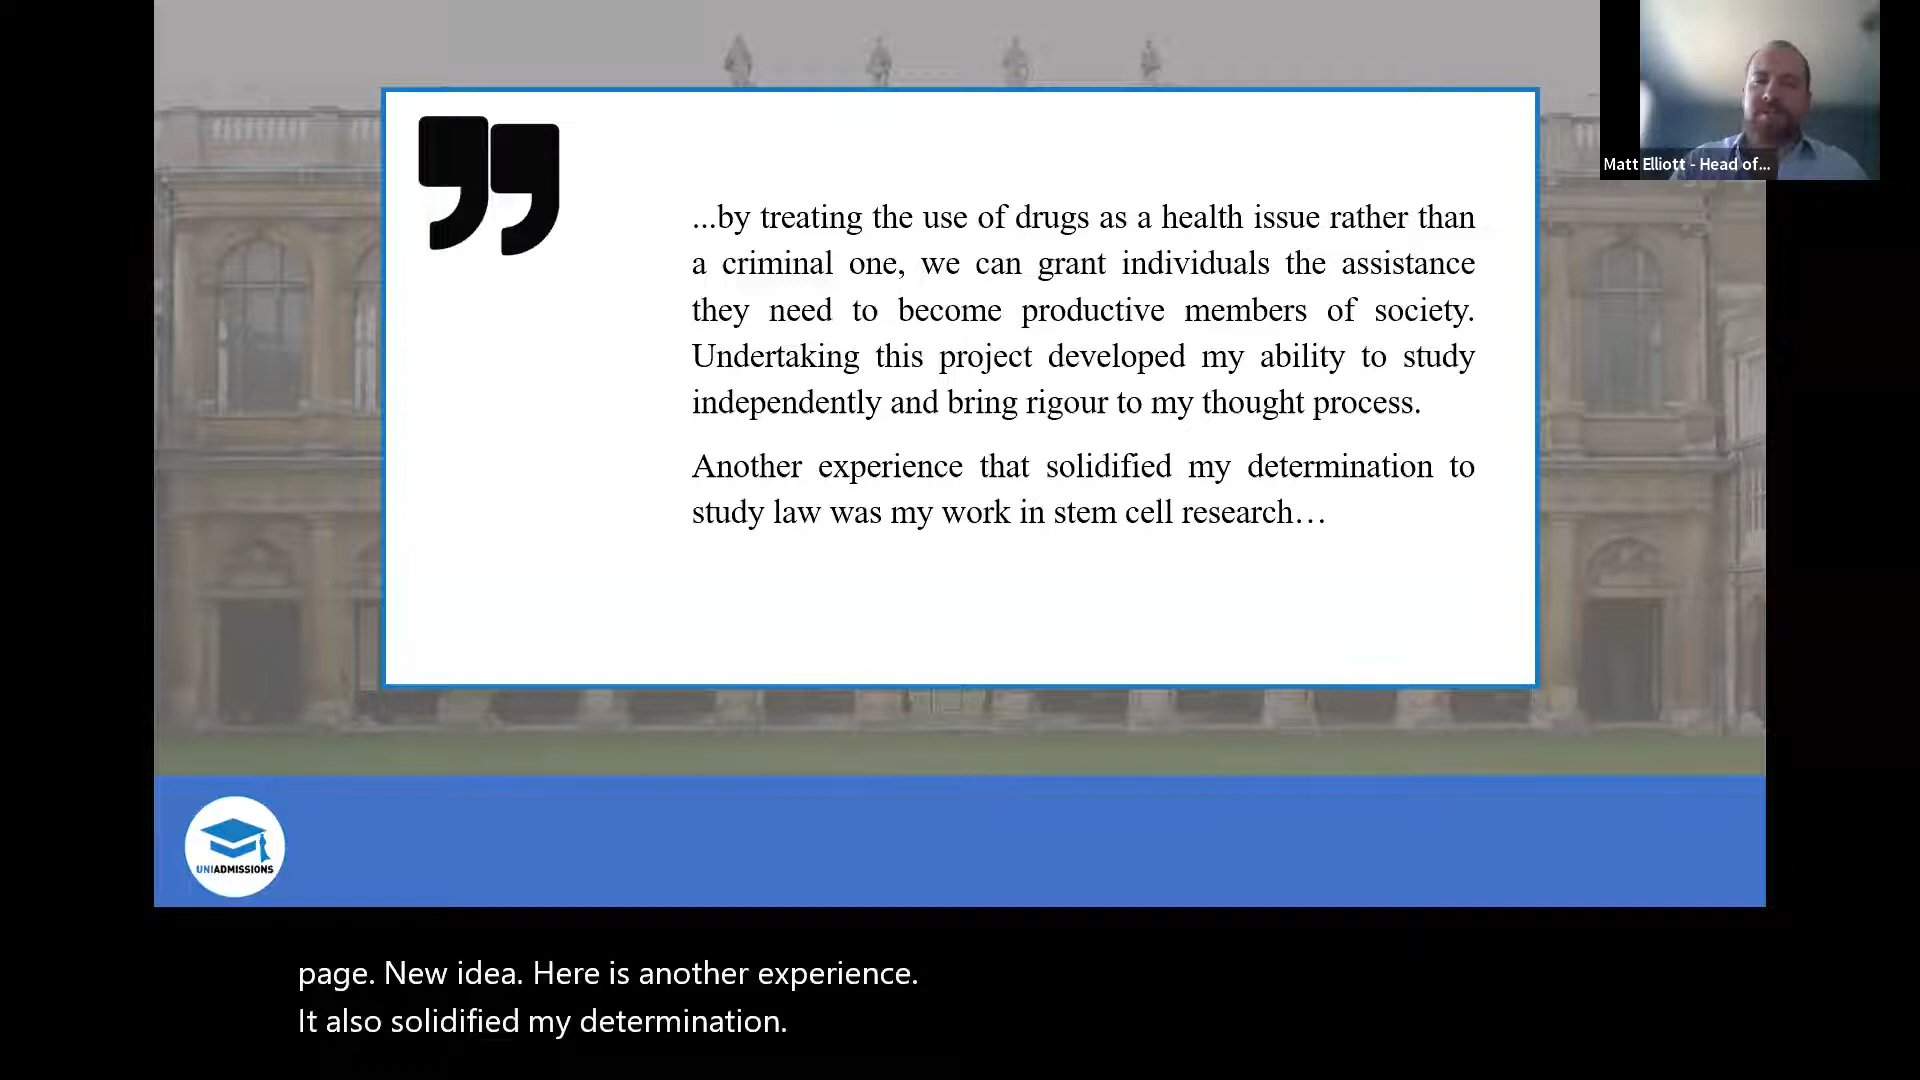 ...by treating the use of drugs as a health issue rather than
a criminal one, we can grant individuals the assistance
they need to become productive members of society.
Undertaking this project developed my ability to study
independently and bring rigour to my thought process.
Another experience that solidified my determination to
study law was my work in stem cell research…
Matt Elliott - Head of...
UNIADMISSIONS
page. New idea. Here is another experience.
It also solidified my determination.